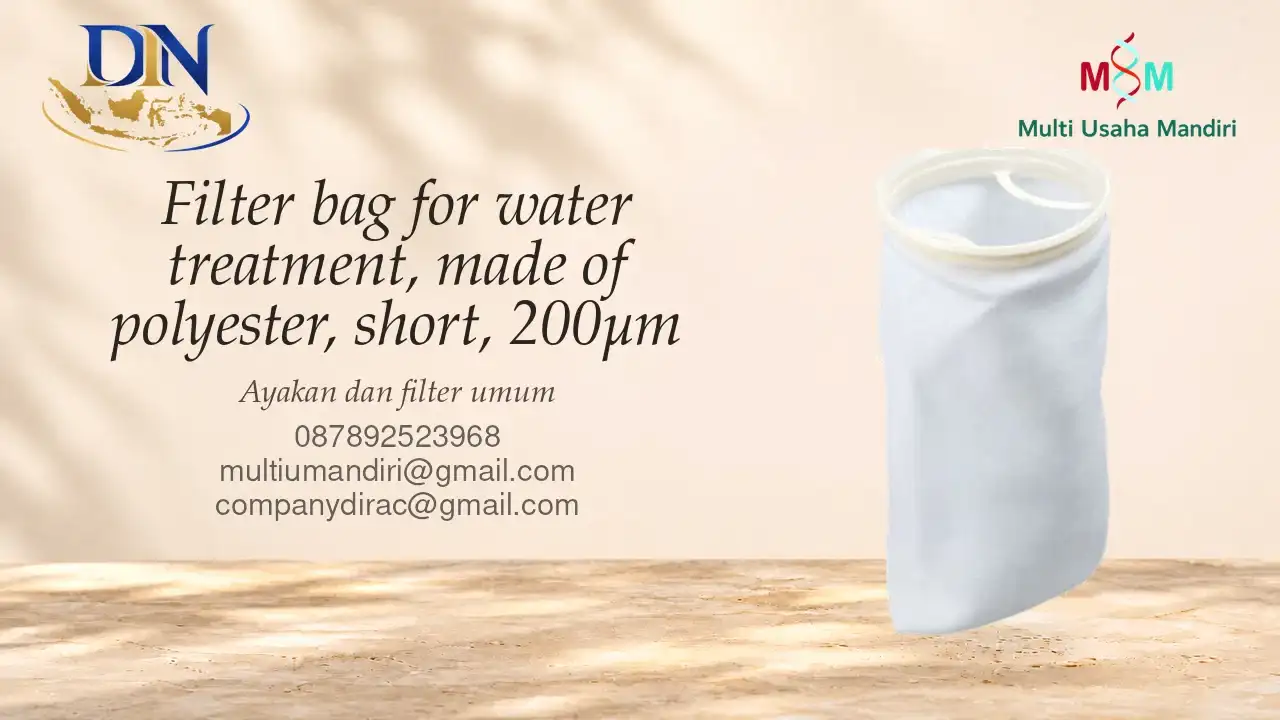 DIN
MSM
Multi Usaha Mandiri
Filter bag for water
treatment, made of
polyester, short, 200µm
Ayakan dan filter umum
087892523968
multiumandiri@gmail.com
companydirac@gmail.com